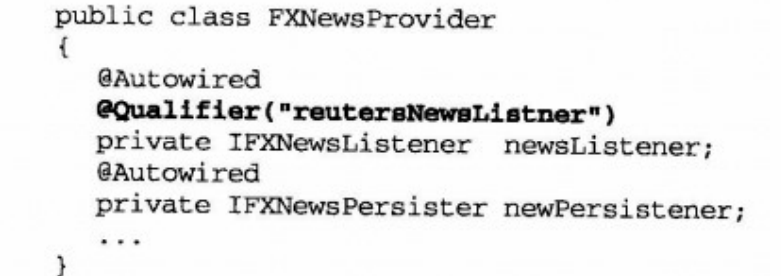 public class FXNewsProvider
{
@Autowired
@Qualifier("reutersNewsListner")
private IFXNewsListener newsListener;
@Autowired
private IFXNewsPersister newPersistener;
...
}